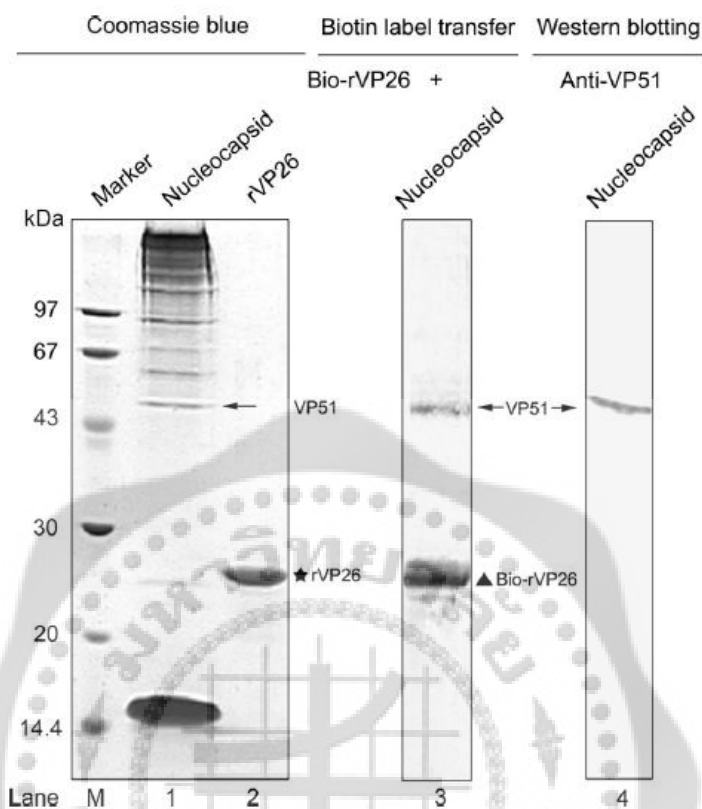 Coomassie blue
Biotin label transfer
Western blotting
Bio-rVP26 +
Anti-VP51
Marker
Nucleocapsid
rVP26
Nucleocapsid
Nucleocapsid
kDa
97
67
43
30
20
14.4
VP51
VP51
★rVP26
▲Bio-rVP26
Lane M 1 2 3 4